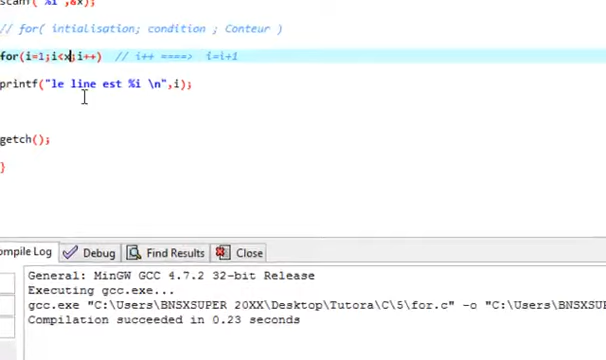 scanf("%i",&x);
// for( intialisation; condition ; Conteur )
for(i=1;i<x;i++) // i++ ====> i=i+1
printf("le line est %i \n",i);
getch();
}
ompile Log Debug Find Results Close
General: MinGW GCC 4.7.2 32-bit Release
Executing gcc.exe...
gcc.exe "C:\Users\BNSXSUPER 20XX\Desktop\Tutora\C\5\for.c" -o "C:\Users\BNSXSUPER
Compilation succeeded in 0.23 seconds